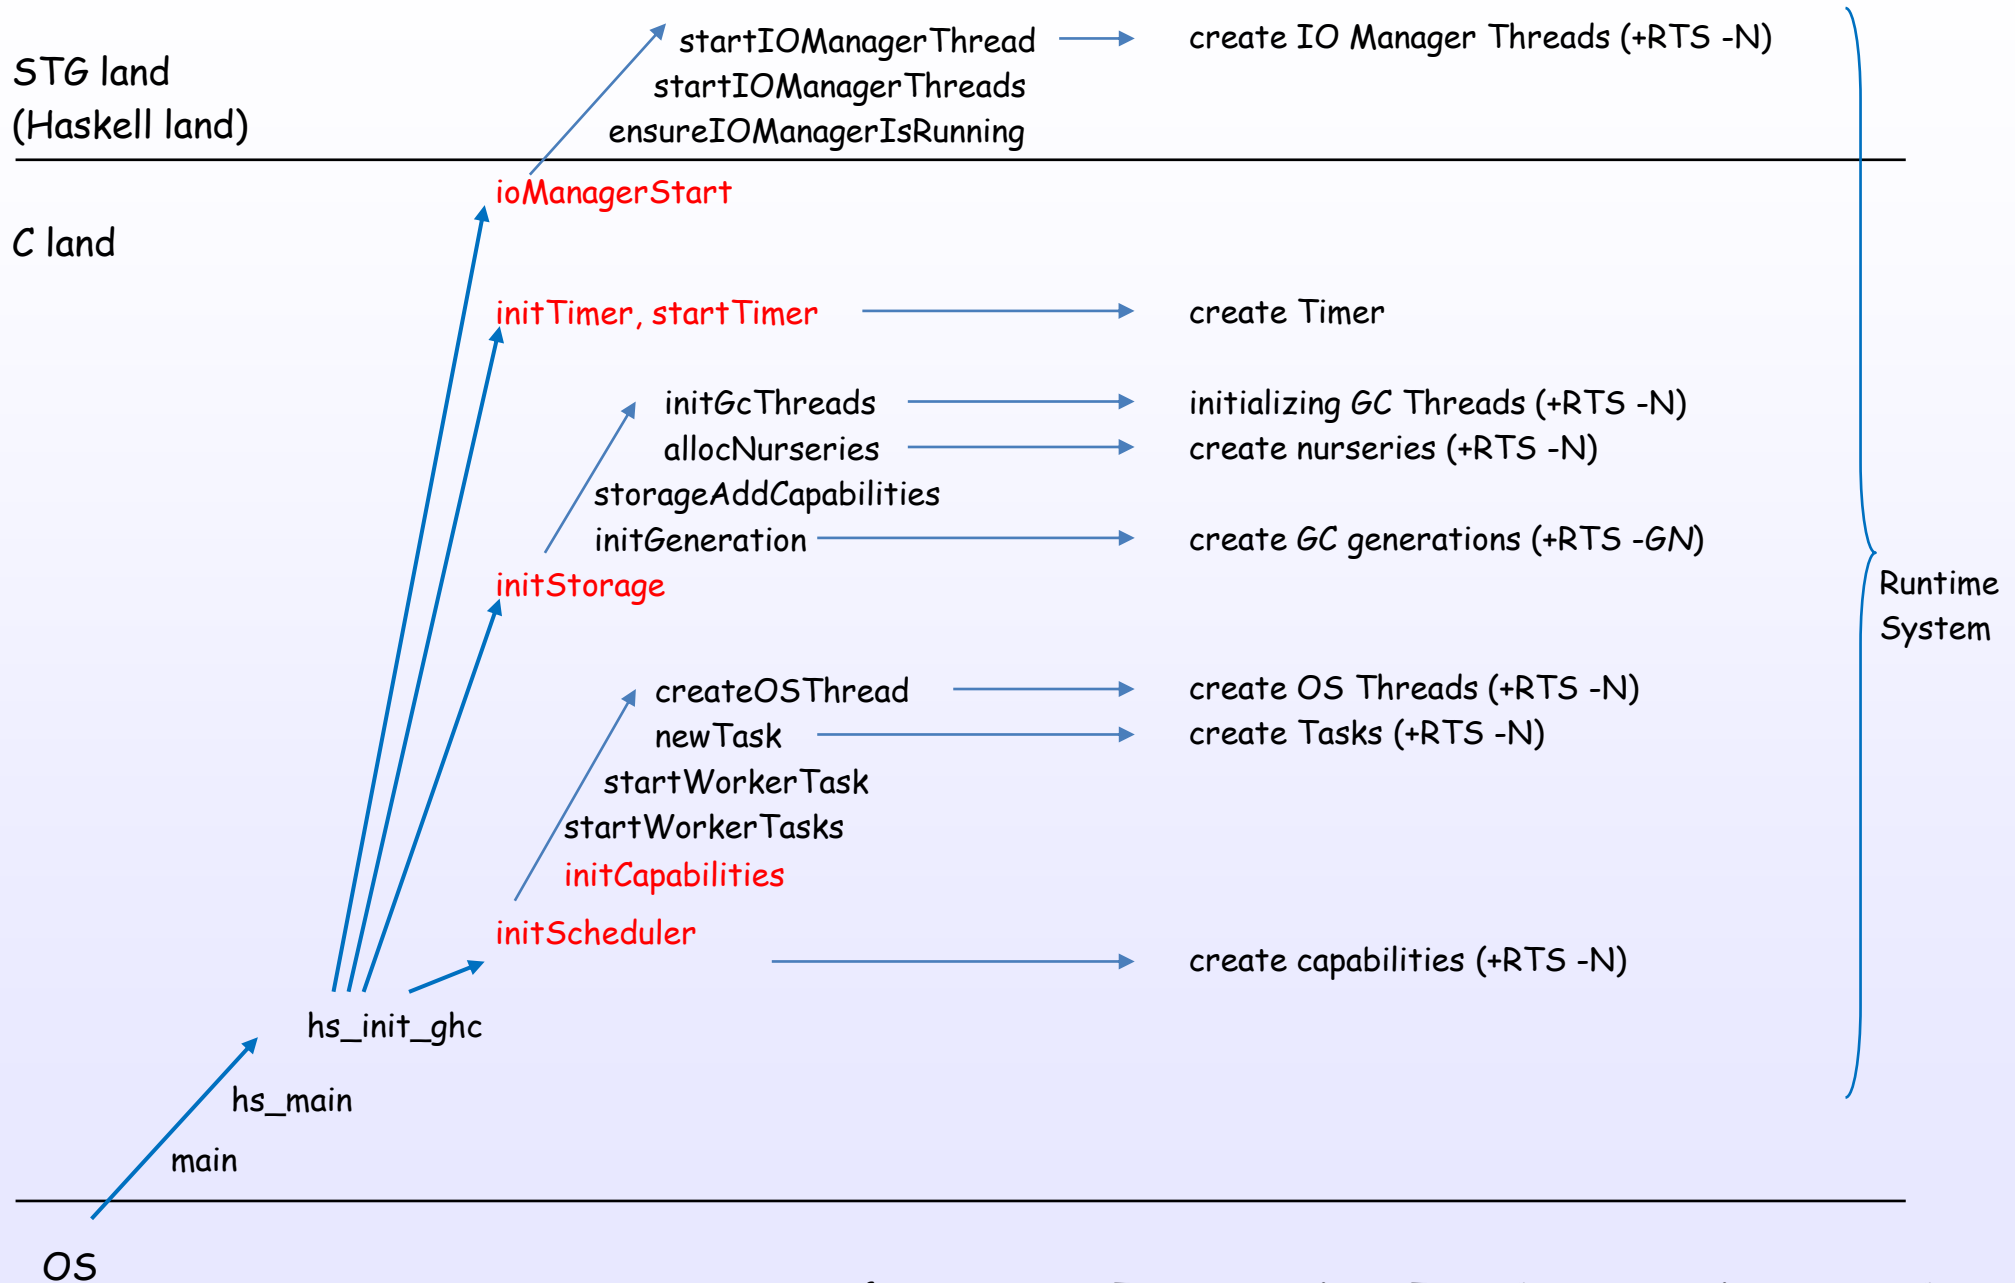 startIOManagerThread
create IO Manager Threads (+RTS -N)
STG land
(Haskell land)
startIOManagerThreads
ensureIOManagerIsRunning
ioManagerStart
C land
initTimer, startTimer
create Timer
initGcThreads
initializing GC Threads (+RTS -N)
allocNurseries
create nurseries (+RTS -N)
storageAddCapabilities
initGeneration
create GC generations (+RTS -GN)
initStorage
Runtime
System
createOSThread
create OS Threads (+RTS -N)
newTask
create Tasks (+RTS -N)
startWorkerTask
startWorkerTasks
initCapabilities
initScheduler
create capabilities (+RTS -N)
hs_init_ghc
hs_main
main
OS